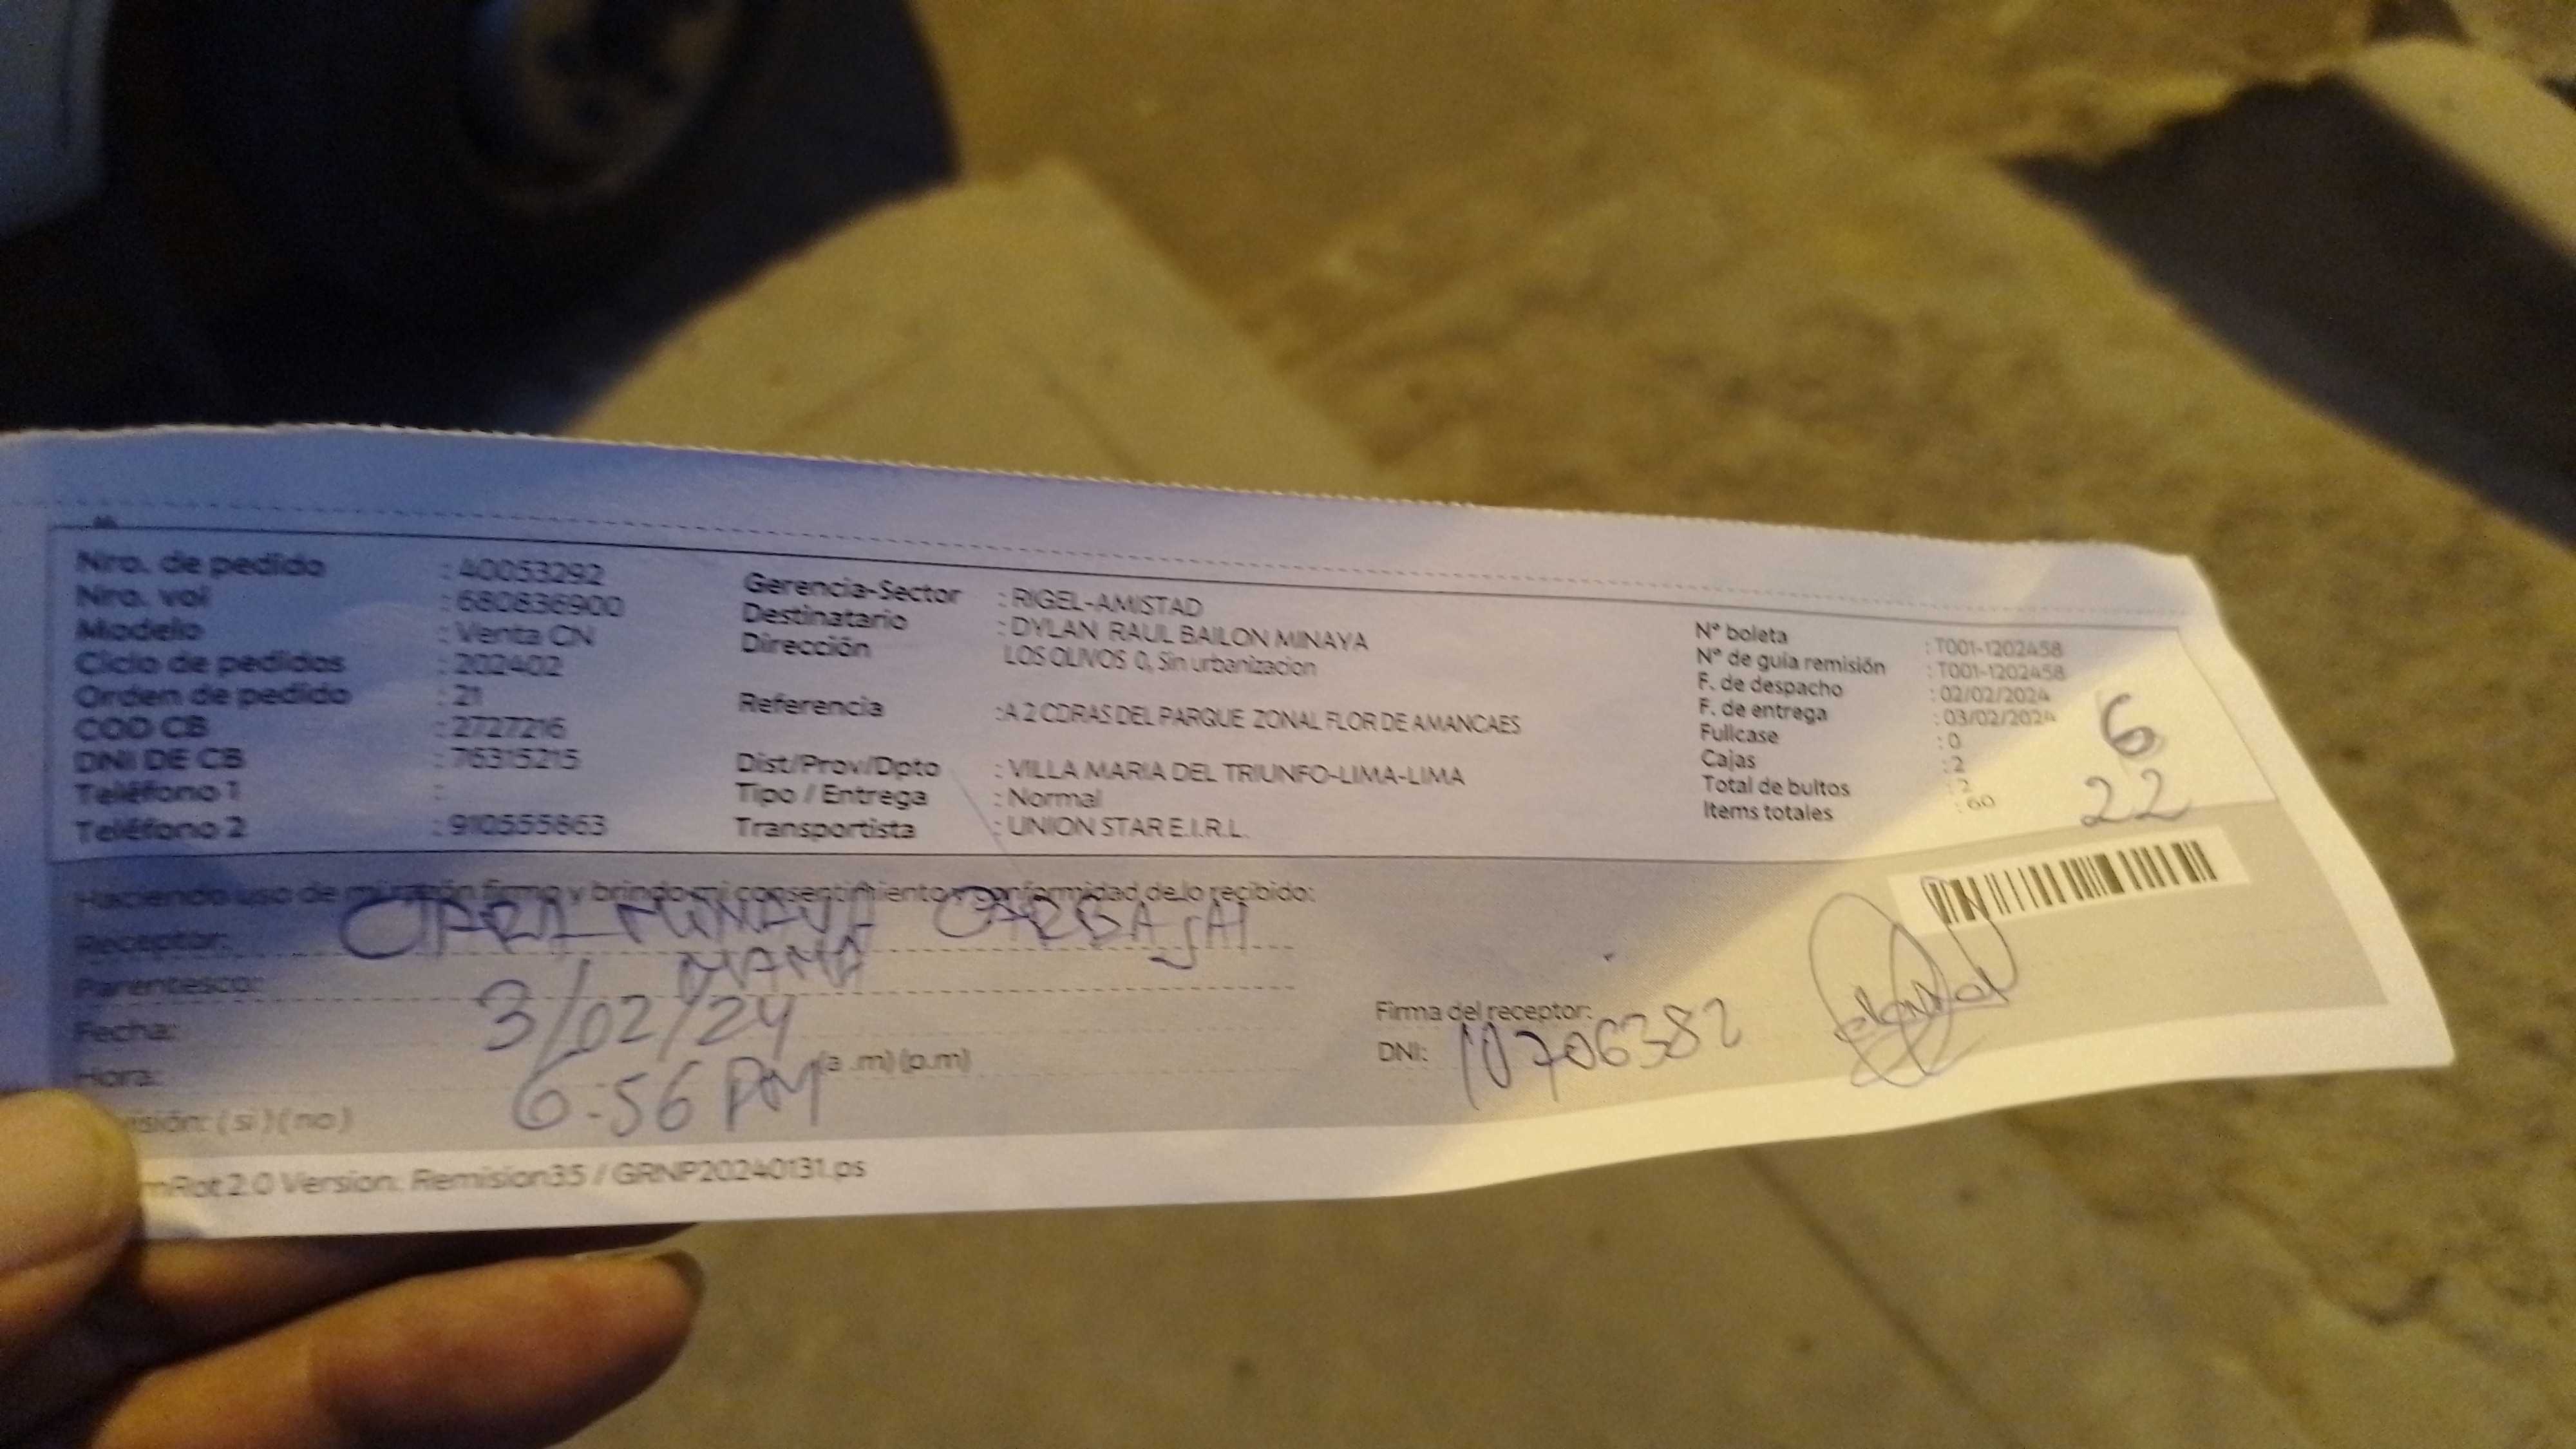 Nro. de pedido : 40053292
Nro. vol : 680836900
Modelo : Venta CN
Ciclo de pedidos : 202402
Orden de pedido : 21
COD CB : 2727216
DNI DE CB : 76315215
Teléfono 1 :
Teléfono 2 : 910555863
Gerencia-Sector : RIGEL-AMISTAD
Destinatario : DYLAN RAUL BAILON MINAYA
Dirección LOS OLIVOS 0, Sin urbanizacion
Referencia :A 2 CDRAS DEL PARQUE ZONAL FLOR DE AMANCAES
Dist/Prov/Dpto : VILLA MARIA DEL TRIUNFO-LIMA-LIMA
Tipo / Entrega : Normal
Transportista : UNION STAR E.I.R.L.
N° boleta : T001-1202458
N° de guía remisión : T001-1202458
F. de despacho : 02/02/2024
F. de entrega : 03/02/2024
Fullcase : 0
Cajas : 2
Total de bultos : 2
Items totales : 60
6
22
Haciendo uso de mi razón firmo y brindo mi consentimiento y conformidad de lo recibido:
Receptor: MINAYA CARBAJAL
Parentesco: MAMÁ
Fecha: 3/02/24
Hora: 6-56 PM (a .m) (p.m)
(si) (no)
Firma del receptor:
DNI: 10706382
2.0 Version: Remision35 / GRNP20240131.ps